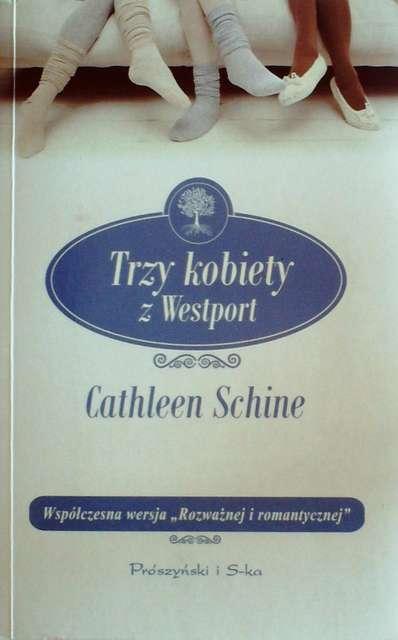 Trzy kobiety
z Westport
Cathleen Schine
Współczesna wersja „Rozważnej i romantycznej”
Prószyński i S-ka